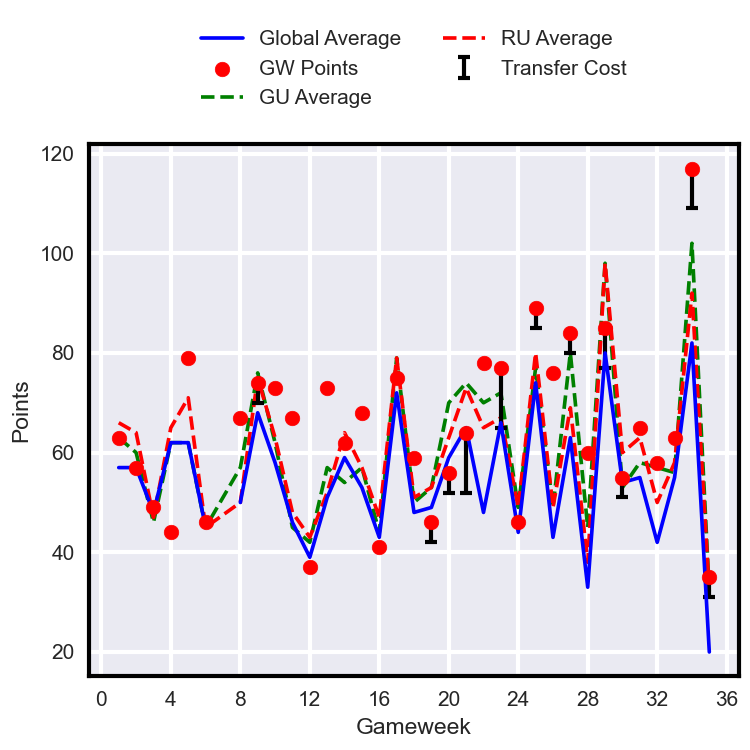 Global Average
GW Points
GU Average
RU Average
Transfer Cost
120
100
80
60
40
20
Points
0 4 8 12 16 20 24 28 32 36
Gameweek